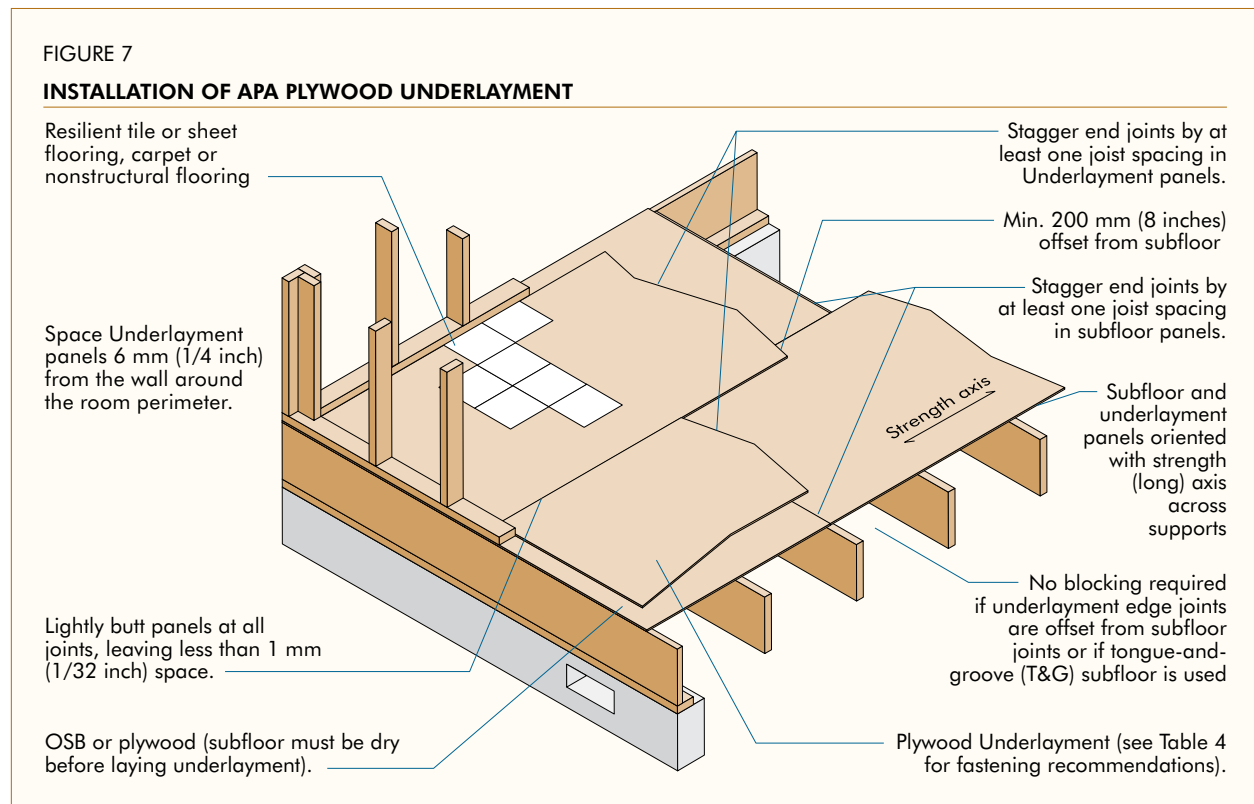 FIGURE 7
INSTALLATION OF APA PLYWOOD UNDERLAYMENT
Resilient tile or sheet
flooring, carpet or
nonstructural flooring
Space Underlayment
panels 6 mm (1/4 inch)
from the wall around
the room perimeter.
Lightly butt panels at all
joints, leaving less than 1 mm
(1/32 inch) space.
OSB or plywood (subfloor must be dry
before laying underlayment).
Stagger end joints by at
least one joist spacing in
Underlayment panels.
Min. 200 mm (8 inches)
offset from subfloor
Stagger end joints by
at least one joist spacing
in subfloor panels.
Strength axis
Subfloor and
underlayment
panels oriented
with strength
(long) axis
across
supports
No blocking required
if underlayment edge joints
are offset from subfloor
joints or if tongue-and-
groove (T&G) subfloor is used
Plywood Underlayment (see Table 4
for fastening recommendations).